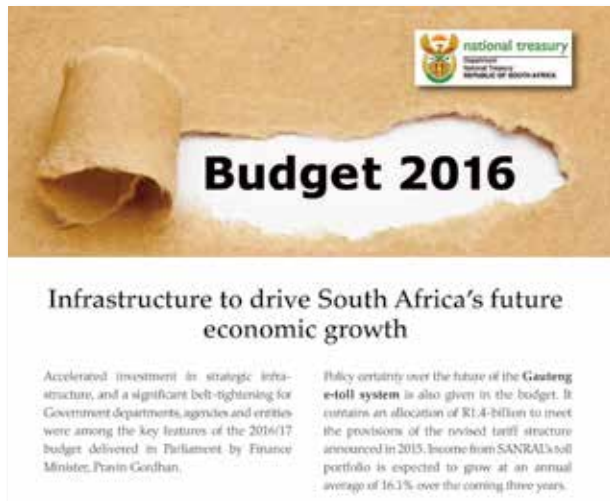 national treasury
Department:
National Treasury
REPUBLIC OF SOUTH AFRICA
Budget 2016
Infrastructure to drive South Africa's future
economic growth
Accelerated investment in strategic infra-
structure, and a significant belt-tightening for
Government departments, agencies and entities
were among the key features of the 2016/17
budget delivered in Parliament by Finance
Minister, Pravin Gordhan.
Policy certainty over the future of the Gauteng
e-toll system is also given in the budget. It
contains an allocation of R1.4-billion to meet
the provisions of the revised tariff structure
announced in 2015. Income from SANRAL's toll
portfolio is expected to grow at an annual
average of 16.1% over the coming three years.